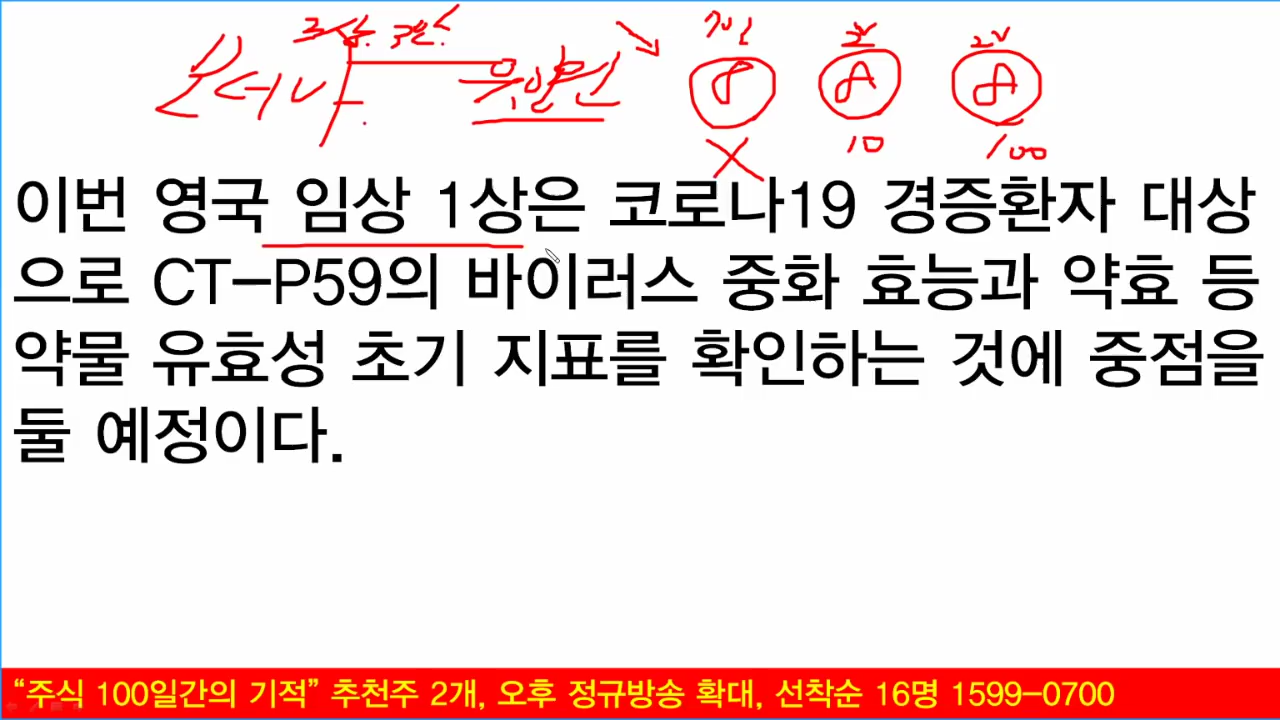 10
100
이번 영국 임상 1상은 코로나19 경증환자 대상
으로 CT-P59의 바이러스 중화 효능과 약효 등
약물 유효성 초기 지표를 확인하는 것에 중점을
둘 예정이다.
“주식 100일간의 기적” 추천주 2개, 오후 정규방송 확대, 선착순 16명 1599-0700